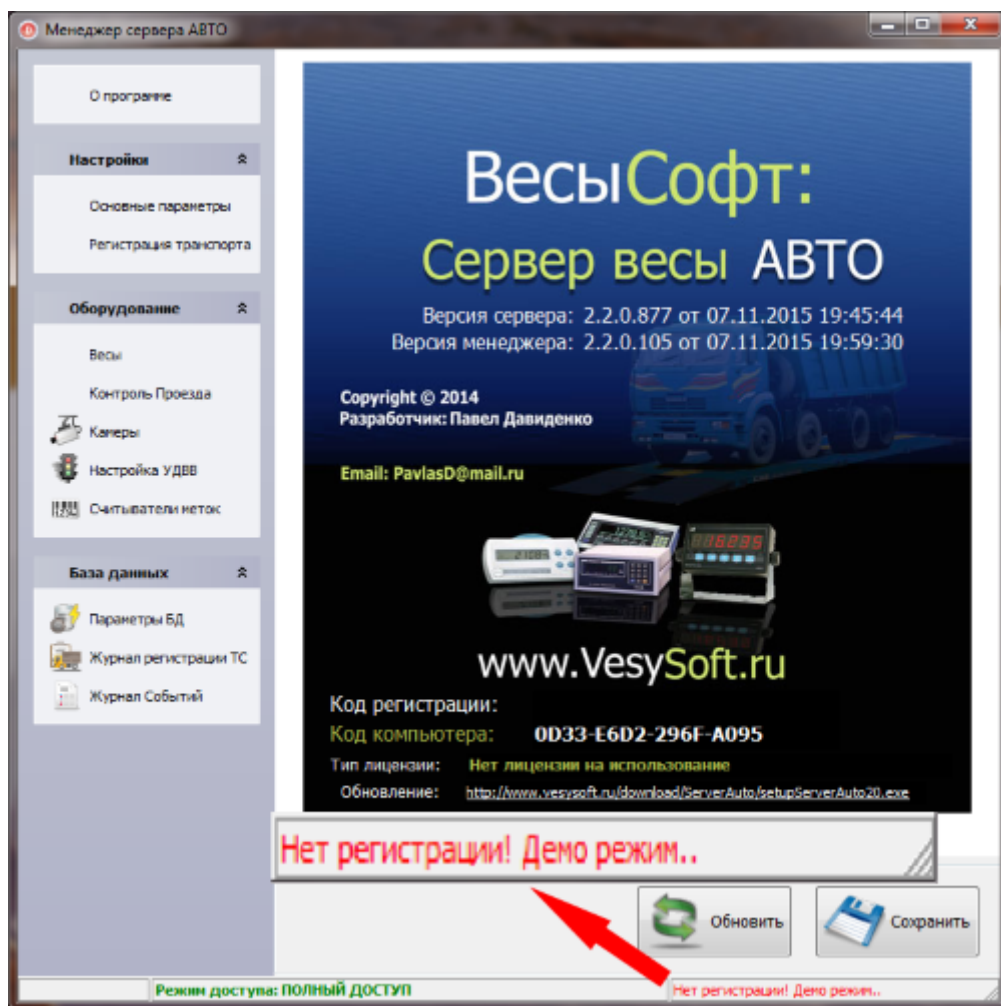 Менеджер сервера АВТО
О программе
Настройки
Основные параметры
Регистрация транспорта
Оборудование
Весы
Контроль Проезда
Камеры
Настройка УДВВ
Считыватели меток
База данных
Параметры БД
Журнал регистрации ТС
Журнал Событий
ВесыСофт:
Сервер весы АВТО
Версия сервера: 2.2.0.877 от 07.11.2015 19:45:44
Версия менеджера: 2.2.0.105 от 07.11.2015 19:59:30
Copyright © 2014
Разработчик: Павел Давиденко
Email: PavlasD@mail.ru
www.VesySoft.ru
Код регистрации:
Код компьютера: 0D33-E6D2-296F-A095
Тип лицензии: Нет лицензии на использование
Обновление: http://www.vesysoft.ru/download/ServerAuto/setupServerAuto20.exe
Нет регистрации! Демо режим..
Обновить
Сохранить
Режим доступа: ПОЛНЫЙ ДОСТУП
Нет регистрации! Демо режим..